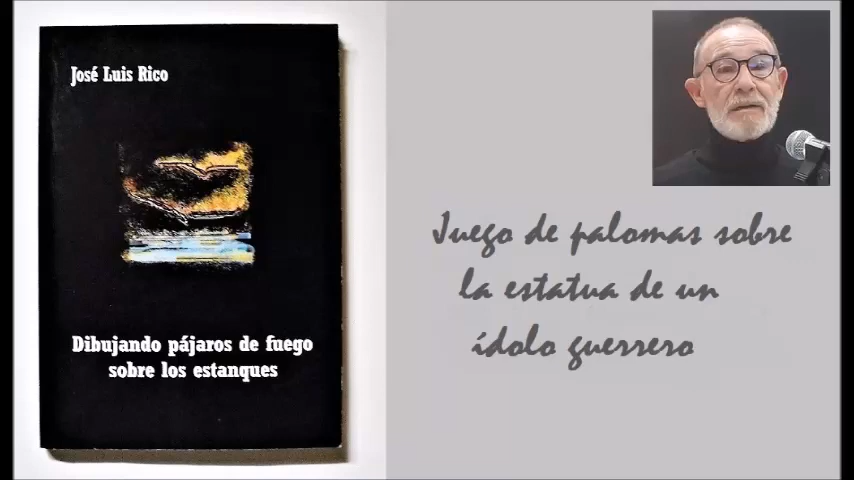 José Luis Rico
Dibujando pájaros de fuego
sobre los estanques
Juego de palomas sobre
la estatua de un
ídolo guerrero